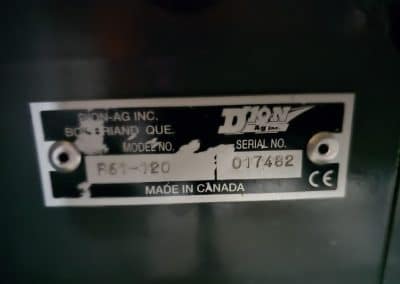 DION-AG INC.
BOISBRIAND QUE.
DION
Ag Inc.
MODEL NO.
SERIAL NO.
F61-120
017482
MADE IN CANADA
CE